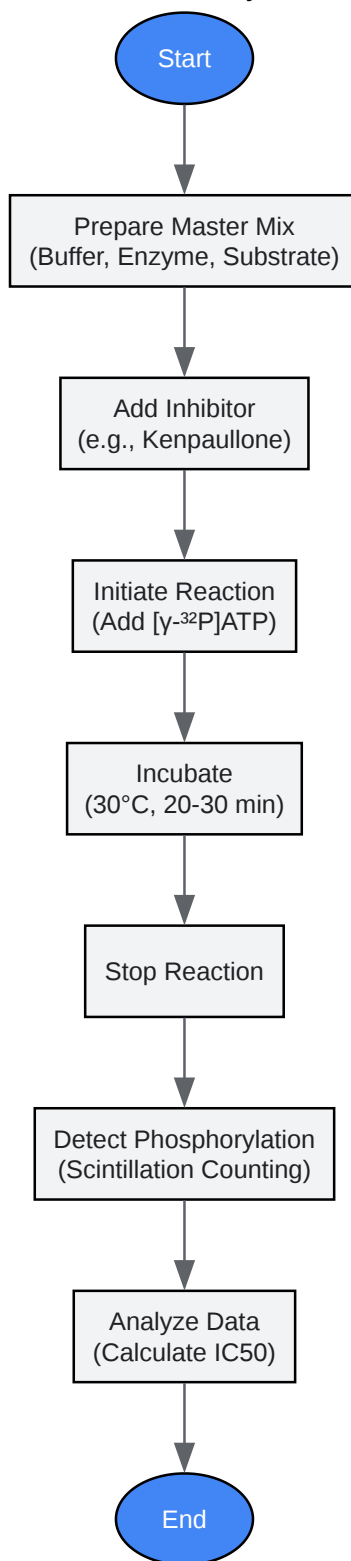 Start
Prepare Master Mix
(Buffer, Enzyme, Substrate)
Add Inhibitor
(e.g., Kenpaullone)
Initiate Reaction
(Add [γ-³²P]ATP)
Incubate
(30°C, 20-30 min)
Stop Reaction
Detect Phosphorylation
(Scintillation Counting)
Analyze Data
(Calculate IC50)
End